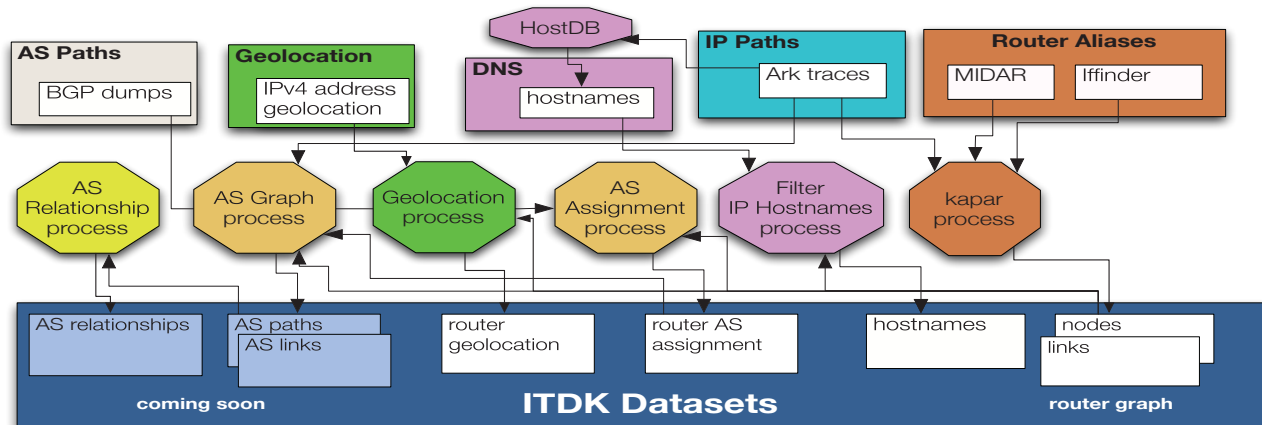 HostDB
AS Paths
BGP dumps
Geolocation
IPv4 address
geolocation
DNS
hostnames
IP Paths
Ark traces
Router Aliases
MIDAR
Iffinder
AS
Relationship
process
AS Graph
process
Geolocation
process
AS
Assignment
process
Filter
IP Hostnames
process
kapar
process
AS relationships
AS paths
AS links
router
geolocation
router AS
assignment
hostnames
nodes
links
coming soon
ITDK Datasets
router graph